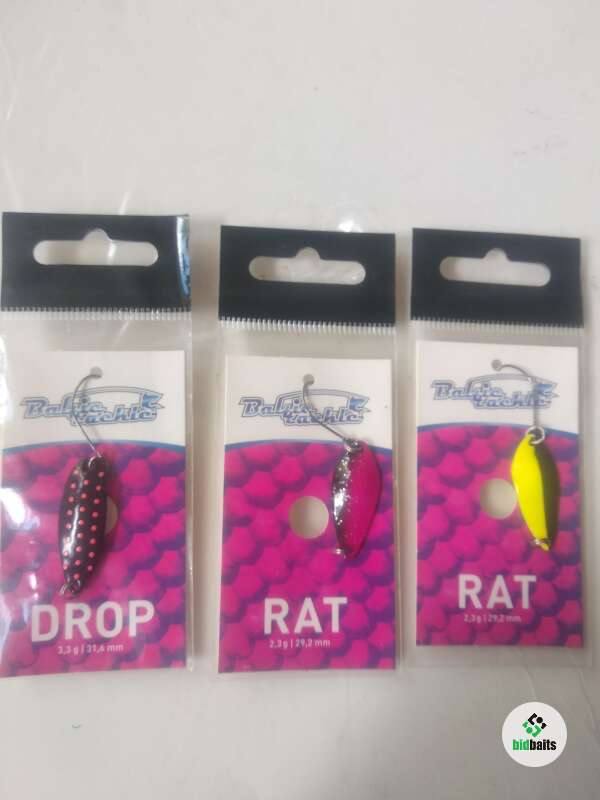 Baltic
tackle
DROP
3,3 g | 31,6 mm
Baltic
tackle
RAT
2,3 g | 29,2 mm
Baltic
tackle
RAT
2,3 g | 29,2 mm
bidbaits